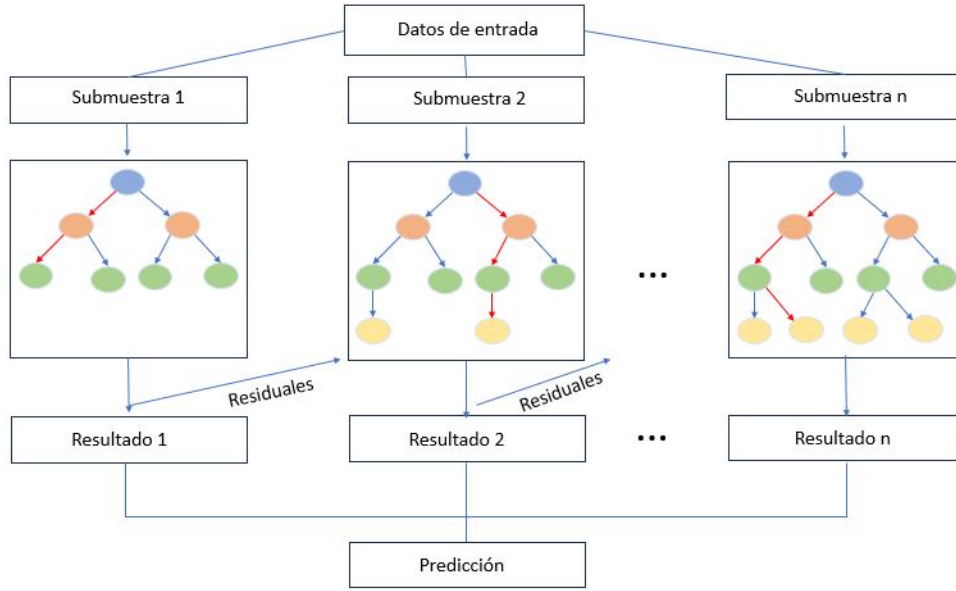 Datos de entrada
Submuestra 1
Submuestra 2
Submuestra n
...
Residuales
Residuales
Resultado 1
Resultado 2
...
Resultado n
Predicción